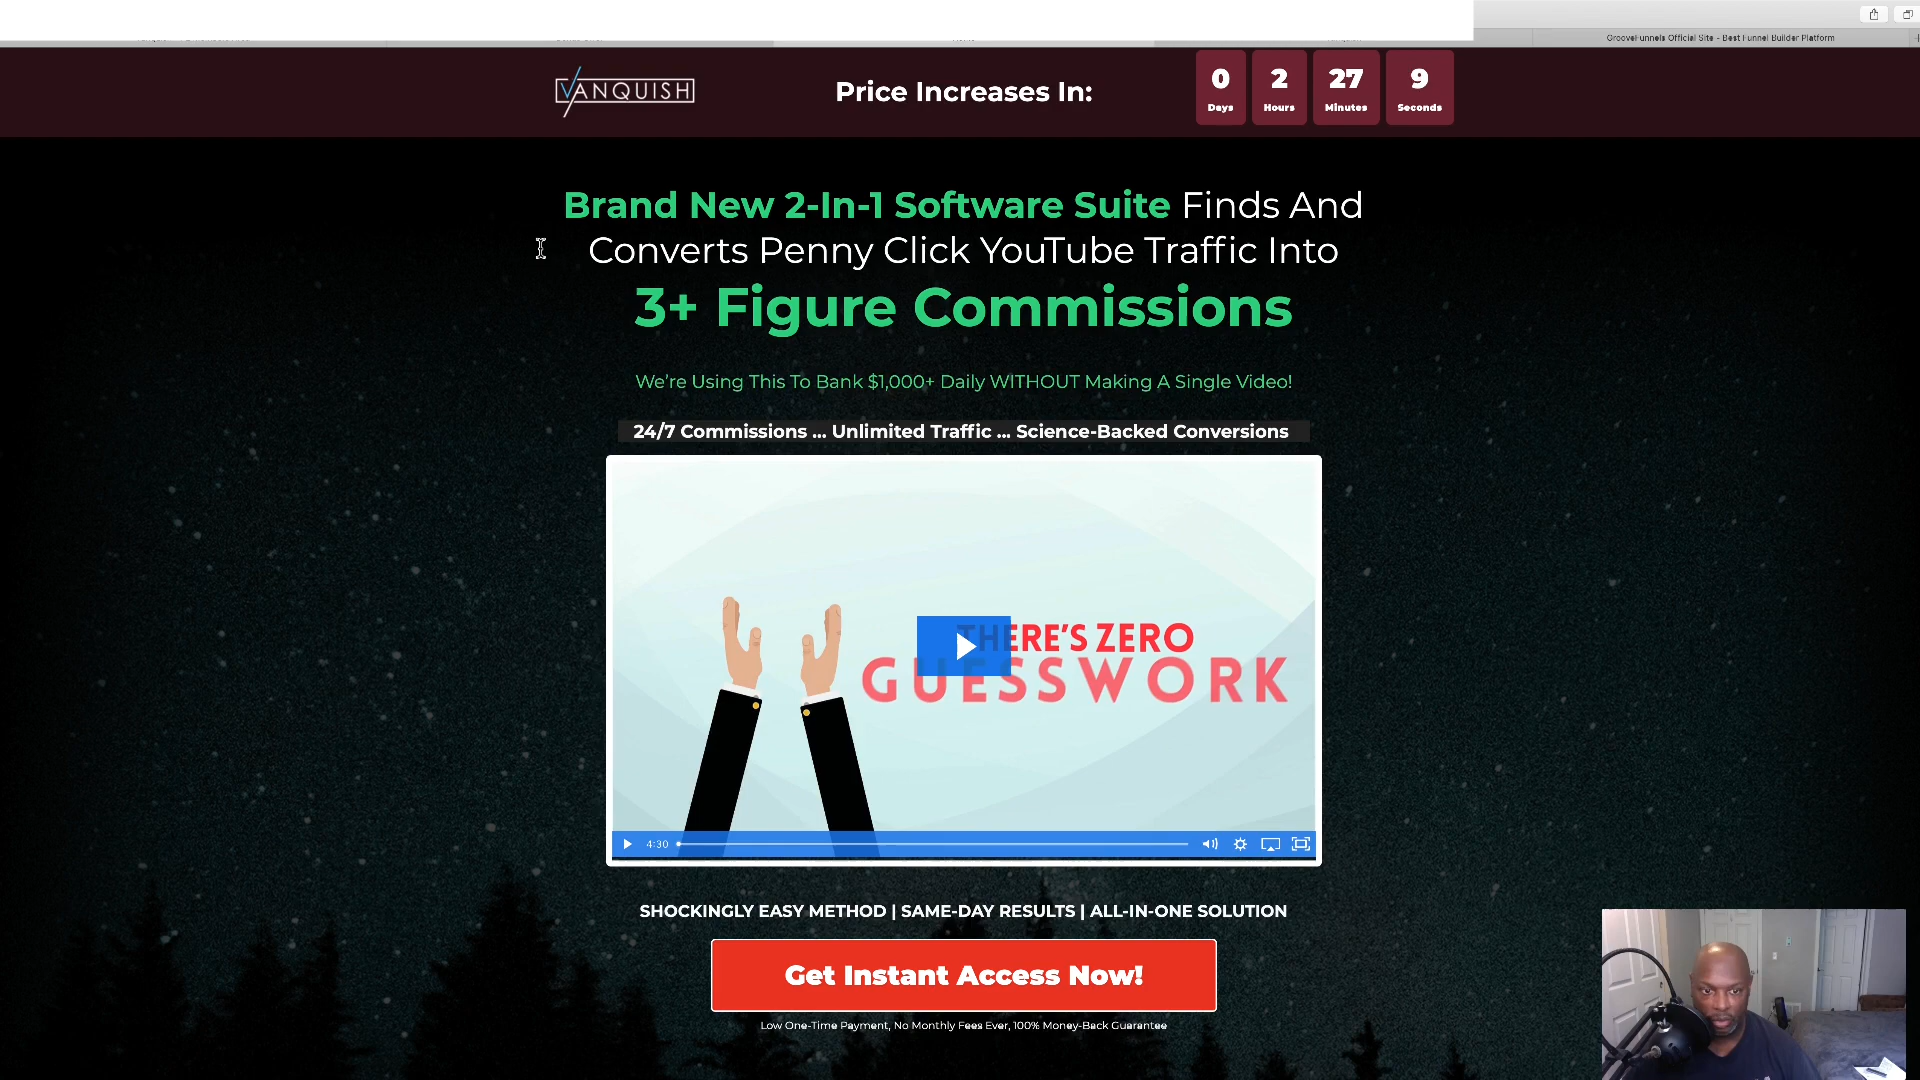 GrooveFunnels Official Site - Best Funnel Builder Platform
VANQUISH
Price Increases In:
0 2 27 9
Days Hours Minutes Seconds
Brand New 2-In-1 Software Suite Finds And
Converts Penny Click YouTube Traffic Into
3+ Figure Commissions
We're Using This To Bank $1,000+ Daily WITHOUT Making A Single Video!
24/7 Commissions ... Unlimited Traffic ... Science-Backed Conversions
THERE'S ZERO
GUESSWORK
4:30
SHOCKINGLY EASY METHOD | SAME-DAY RESULTS | ALL-IN-ONE SOLUTION
Get Instant Access Now!
Low One-Time Payment, No Monthly Fees Ever, 100% Money-Back Guarantee